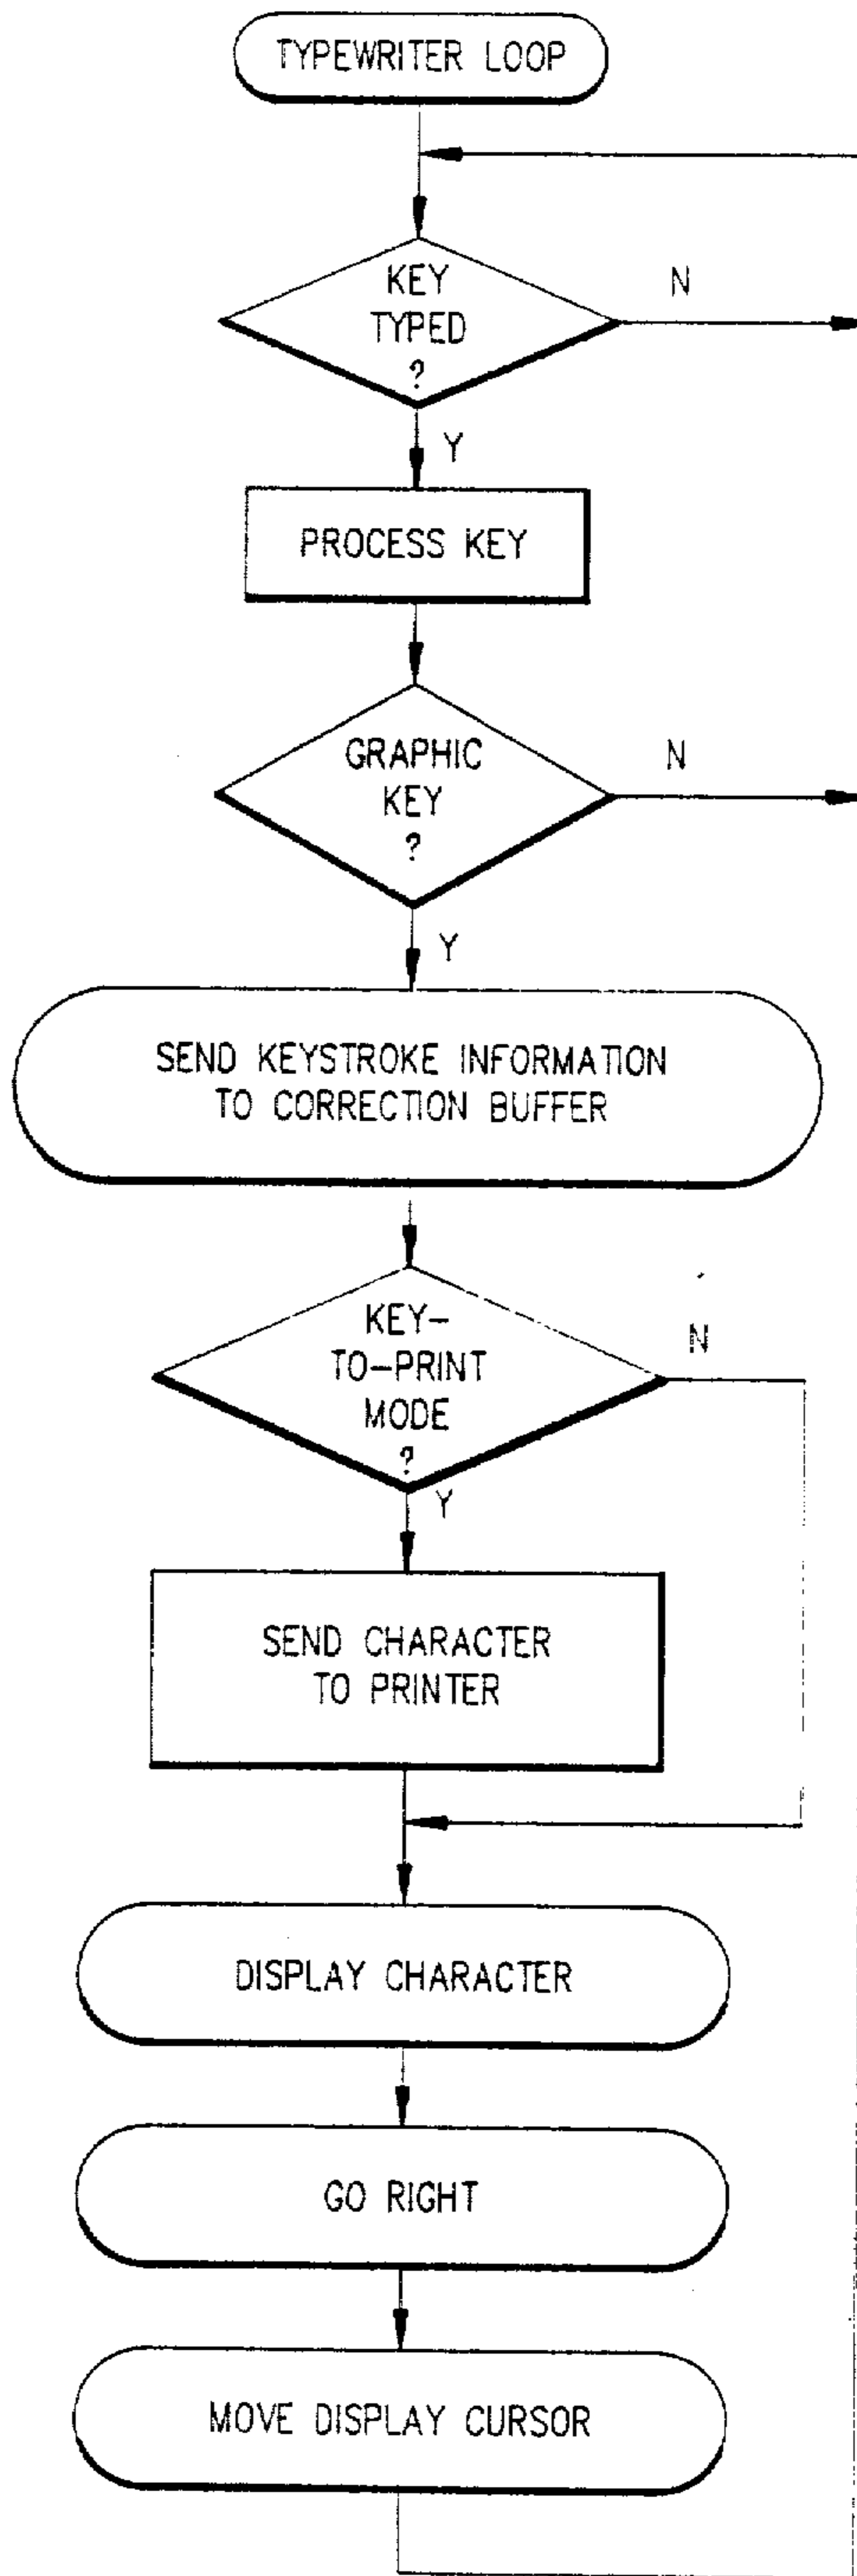 TYPEWRITER LOOP
KEY
TYPED
?
N
Y
PROCESS KEY
GRAPHIC
KEY
?
N
Y
SEND KEYSTROKE INFORMATION
TO CORRECTION BUFFER
KEY-
TO-PRINT
MODE
?
N
Y
SEND CHARACTER
TO PRINTER
DISPLAY CHARACTER
GO RIGHT
MOVE DISPLAY CURSOR